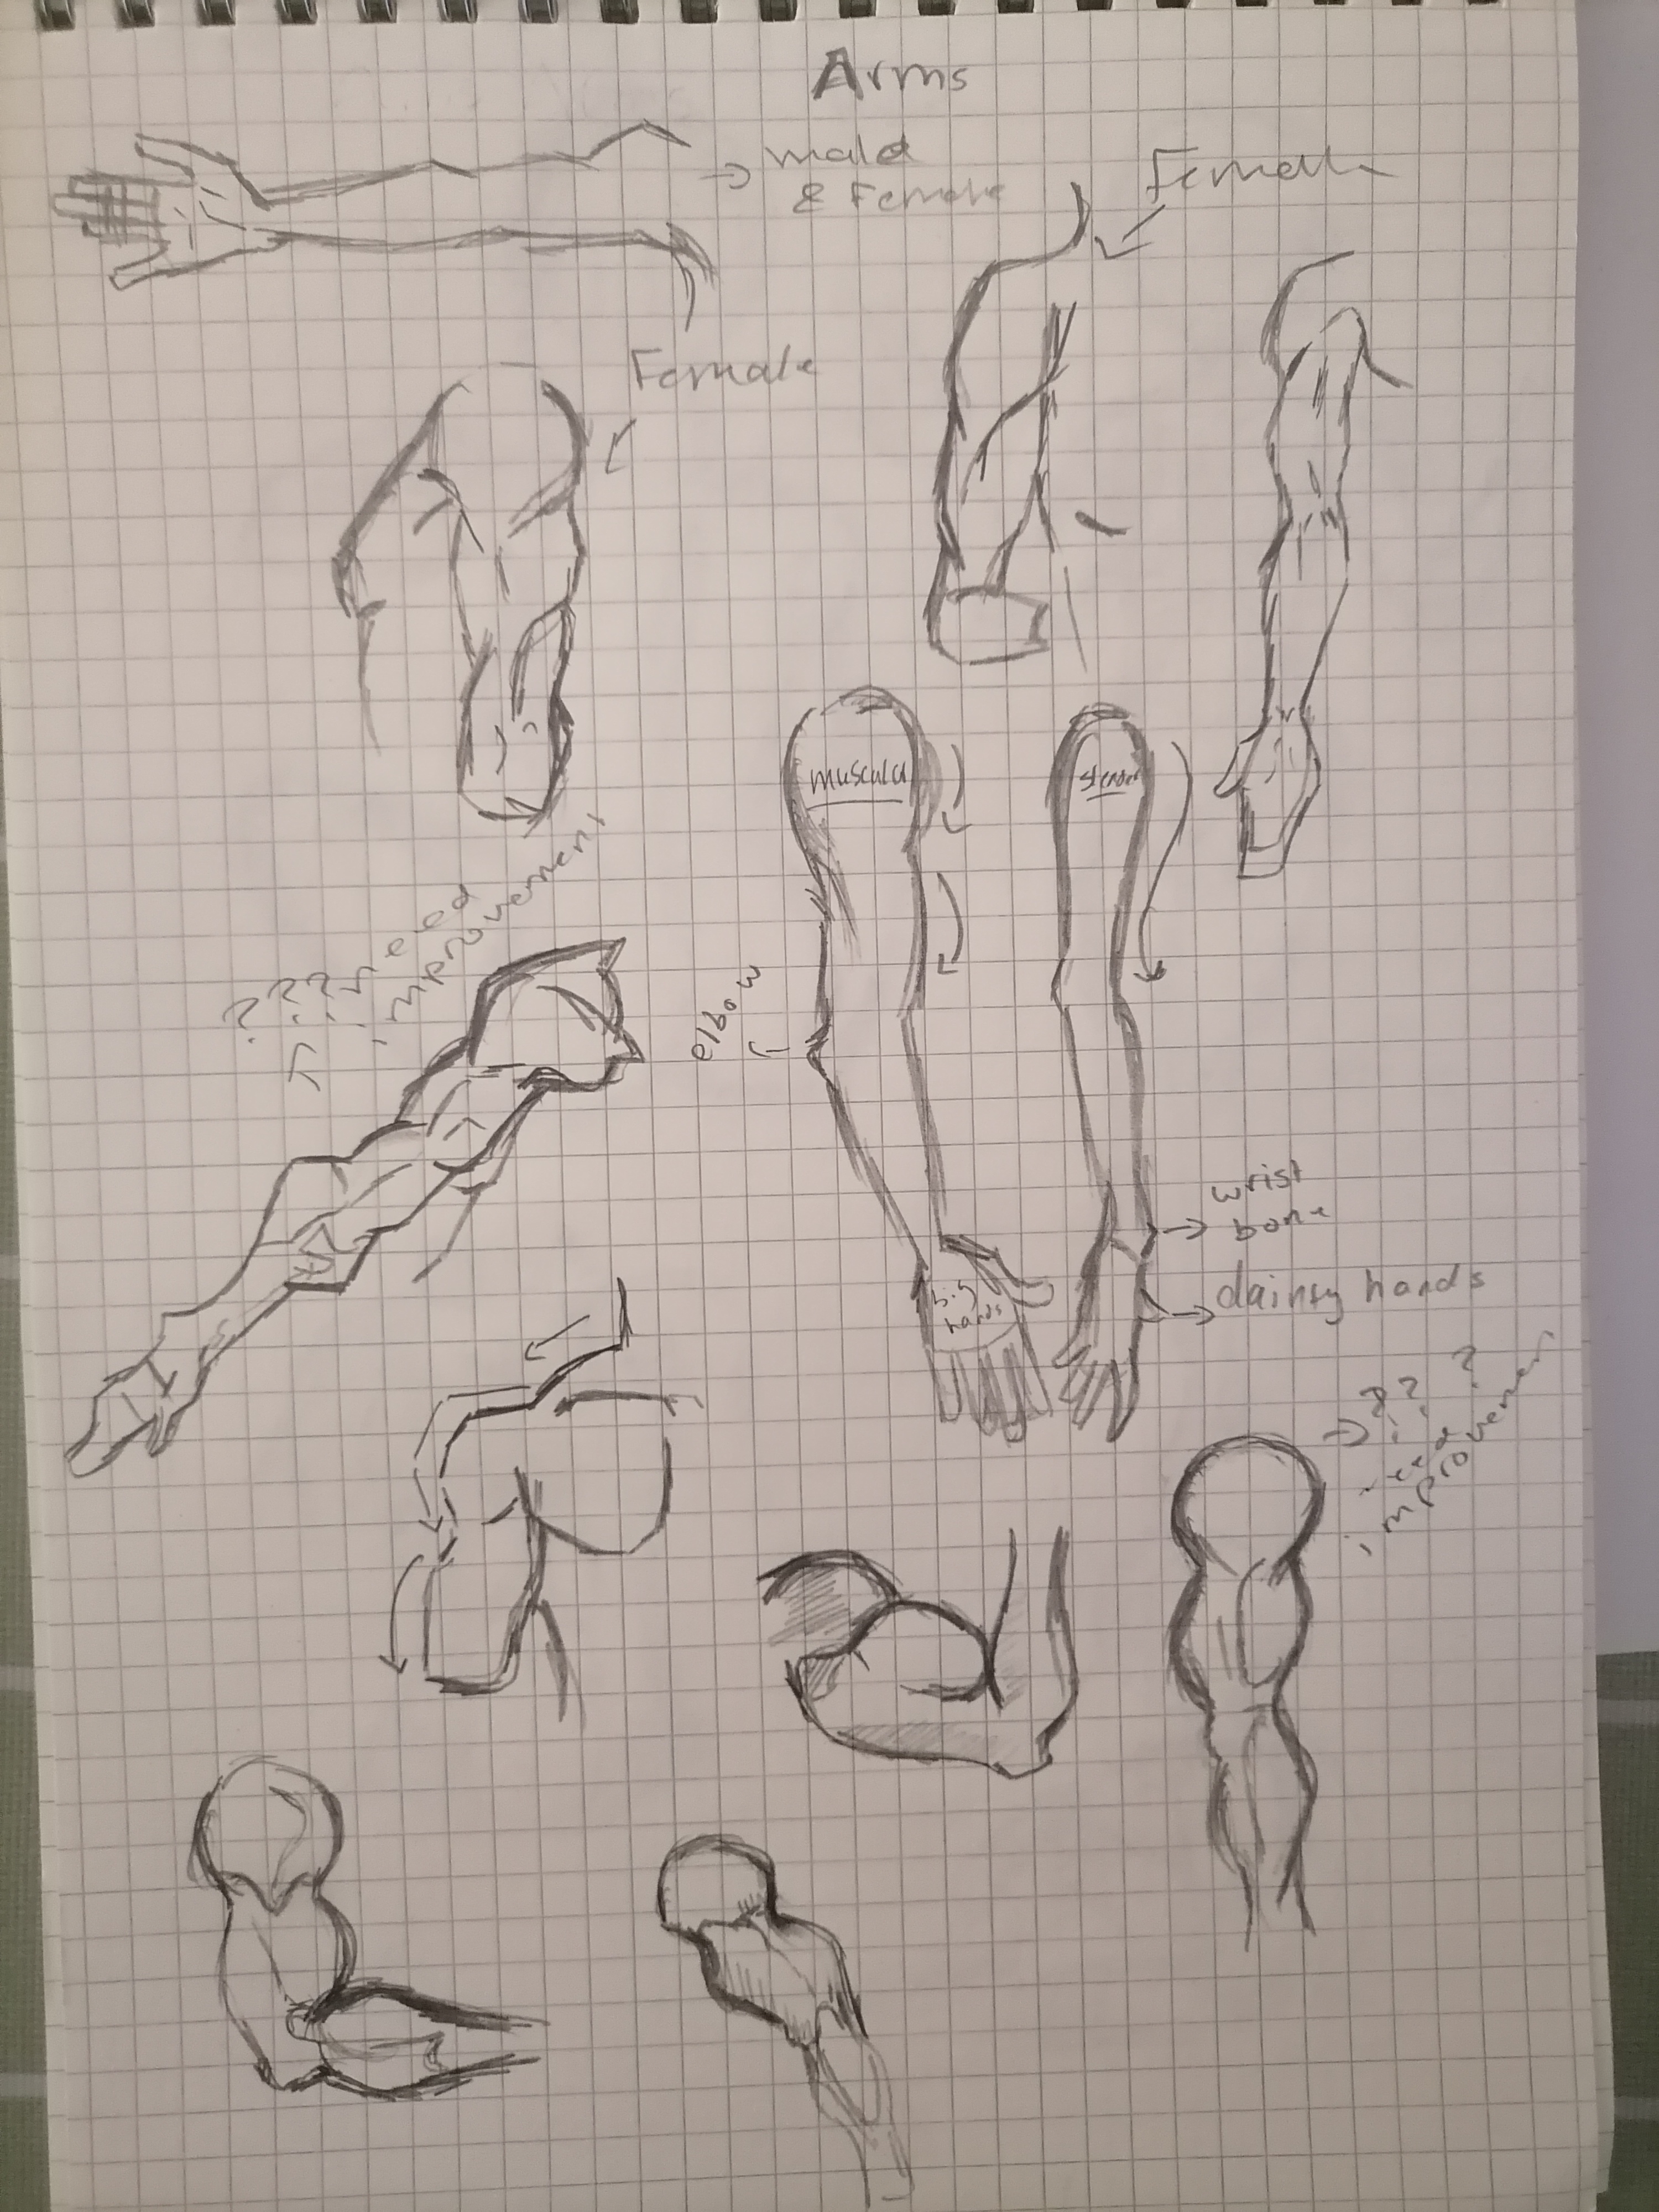 Arms
male
& Female
Female
Female
muscular
slender
???
need
improvement
elbow
wrist
bone
dainty hands
big
hands
???
need
improvement